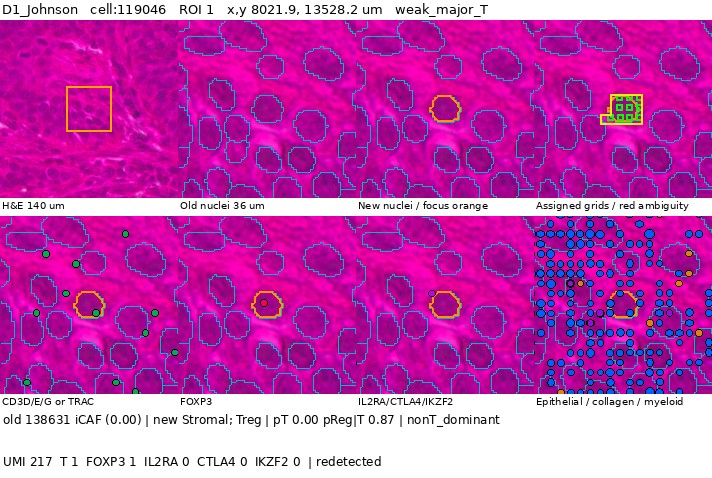 D1_Johnson cell:119046 ROI 1 x,y 8021.9, 13528.2 um weak_major_T
H&E 140 um
Old nuclei 36 um
New nuclei / focus orange
Assigned grids / red ambiguity
CD3D/E/G or TRAC
FOXP3
IL2RA/CTLA4/IKZF2
Epithelial / collagen / myeloid
old 138631 iCAF (0.00) | new Stromal; Treg | pT 0.00 pReg|T 0.87 | nonT_dominant
UMI 217 T 1 FOXP3 1 IL2RA 0 CTLA4 0 IKZF2 0 | redetected